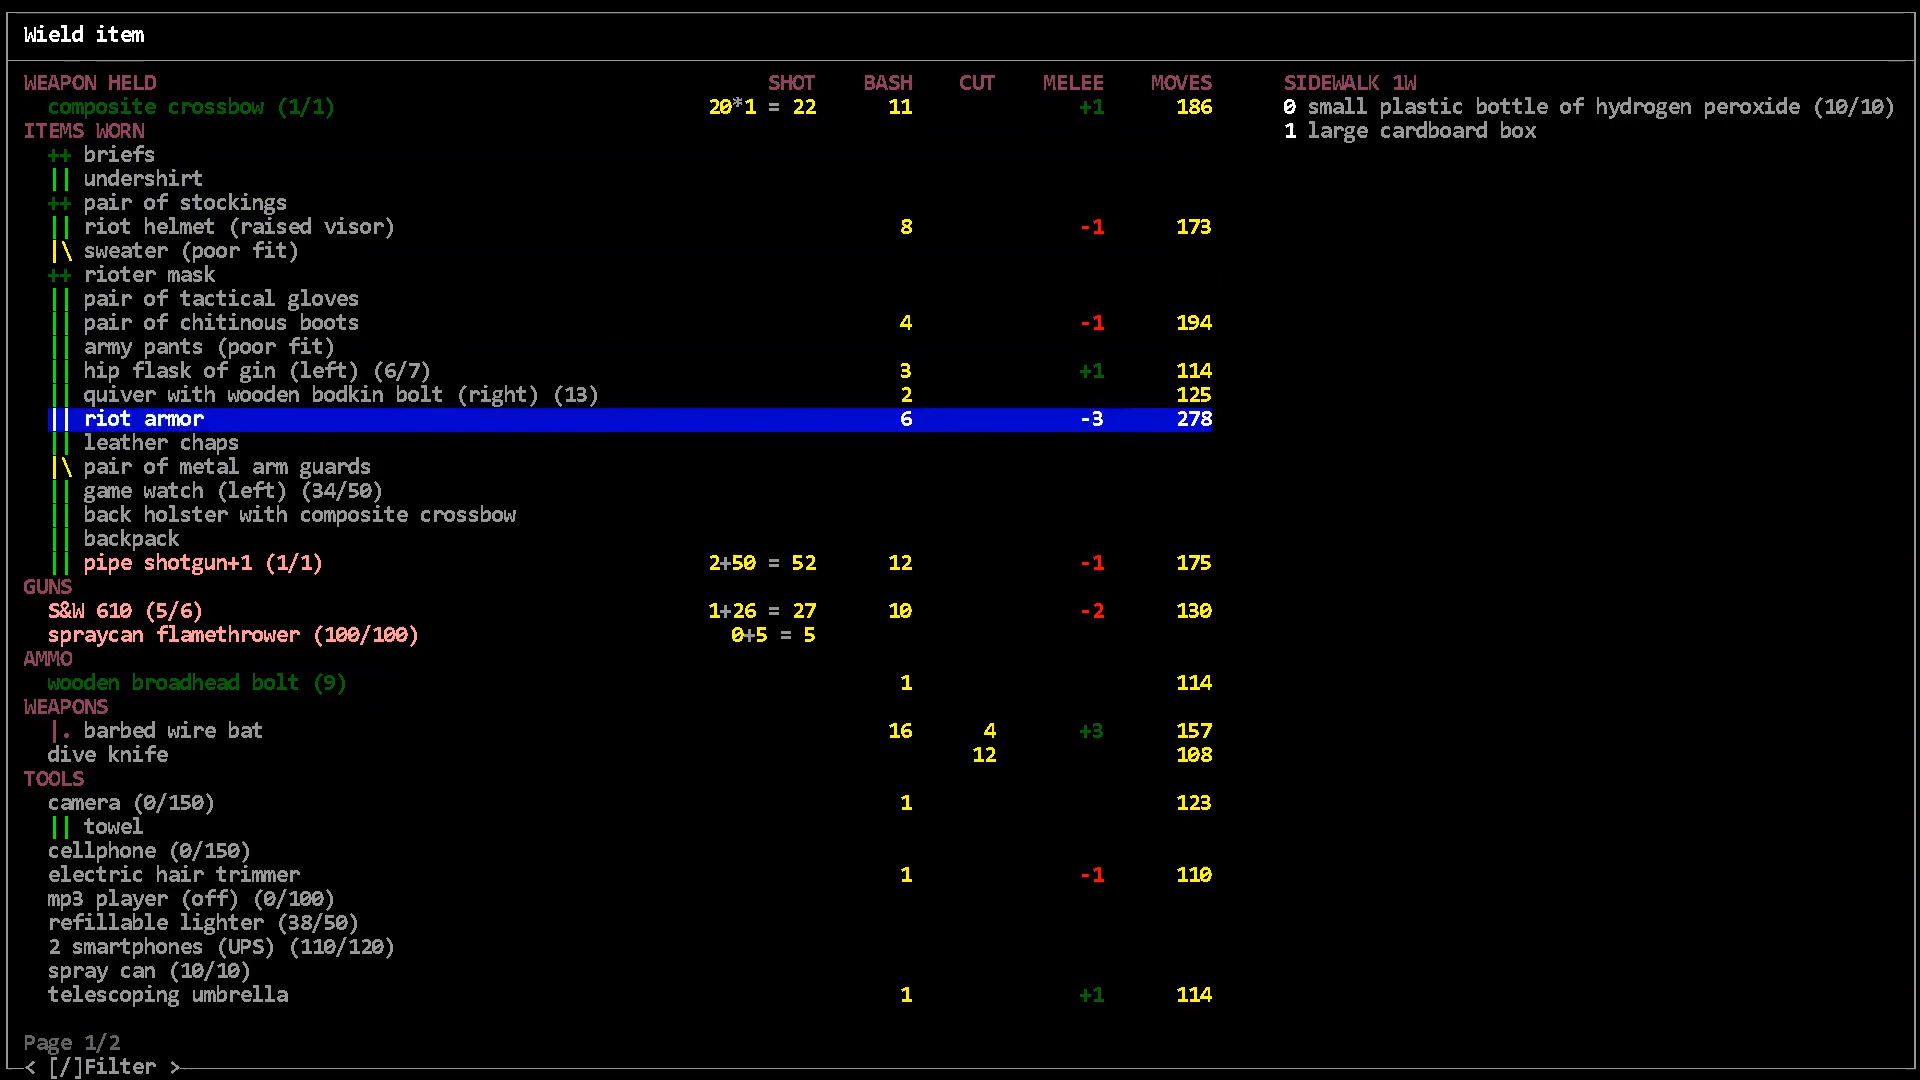 Wield item
WEAPON HELD SHOT BASH CUT MELEE MOVES SIDEWALK 1W
composite crossbow (1/1) 20*1 = 22 11 +1 186 0 small plastic bottle of hydrogen peroxide (10/10)
ITEMS WORN 1 large cardboard box
++ briefs
|| undershirt
++ pair of stockings
|| riot helmet (raised visor) 8 -1 173
|\ sweater (poor fit)
++ rioter mask
|| pair of tactical gloves
|| pair of chitinous boots 4 -1 194
|| army pants (poor fit)
|| hip flask of gin (left) (6/7) 3 +1 114
|| quiver with wooden bodkin bolt (right) (13) 2 125
|| riot armor 6 -3 278
|| leather chaps
|\ pair of metal arm guards
|| game watch (left) (34/50)
|| back holster with composite crossbow
|| backpack
|| pipe shotgun+1 (1/1) 2+50 = 52 12 -1 175
GUNS
S&W 610 (5/6) 1+26 = 27 10 -2 130
spraycan flamethrower (100/100) 0+5 = 5
AMMO
wooden broadhead bolt (9) 1 114
WEAPONS
|. barbed wire bat 16 4 +3 157
dive knife 12 108
TOOLS
camera (0/150) 1 123
|| towel
cellphone (0/150)
electric hair trimmer 1 -1 110
mp3 player (off) (0/100)
refillable lighter (38/50)
2 smartphones (UPS) (110/120)
spray can (10/10)
telescoping umbrella 1 +1 114
Page 1/2
< [/]Filter >